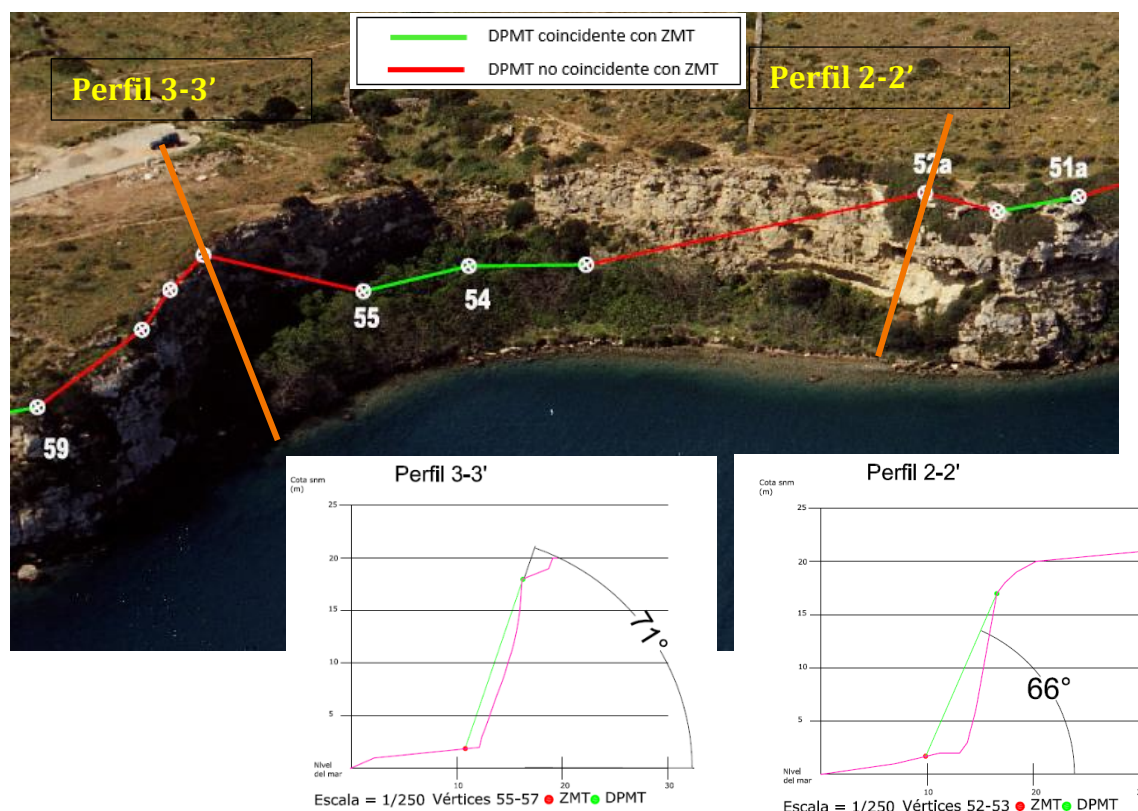 DPMT coincidente con ZMT
DPMT no coincidente con ZMT
Perfil 3-3’
Perfil 2-2’
52a
51a
55
54
59
Perfil 3-3'
Cota snm
(m)
25
20
15
10
5
Nivel
del mar
10
20
30
71°
Escala = 1/250 Vértices 55-57 ZMT DPMT
Perfil 2-2'
Cota snm
(m)
25
20
15
10
5
Nivel
del mar
10
20
66°
Escala = 1/250 Vértices 52-53 ZMT DPMT